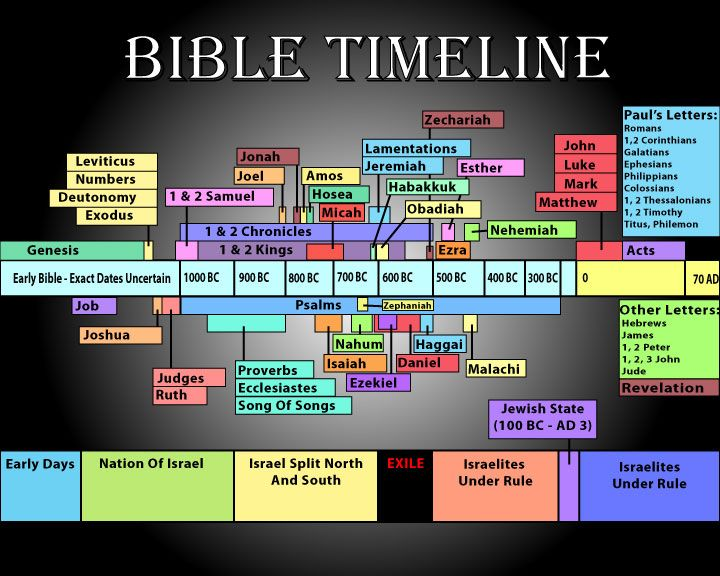 BIBLE TIMELINE
Zechariah
Paul's Letters:
Romans
1,2 Corinthians
Galatians
Ephesians
Philippians
Colossians
1, 2 Thessalonians
1, 2 Timothy
Titus, Philemon
Leviticus
Numbers
Deutonomy
Exodus
Jonah
Joel
1 & 2 Samuel
Amos
Hosea
Micah
Lamentations
Jeremiah
Habakkuk
Obadiah
Esther
Nehemiah
John
Luke
Mark
Matthew
1 & 2 Chronicles
Genesis
1 & 2 Kings
Ezra
Acts
Early Bible - Exact Dates Uncertain
1000 BC
900 BC
800 BC
700 BC
600 BC
500 BC
400 BC
300 BC
0
70 AD
Job
Psalms
Zephaniah
Joshua
Judges
Ruth
Proverbs
Ecclesiastes
Song Of Songs
Nahum
Isaiah
Ezekiel
Haggai
Daniel
Malachi
Other Letters:
Hebrews
James
1, 2 Peter
1, 2, 3 John
Jude
Revelation
Jewish State
(100 BC - AD 3)
Early Days
Nation Of Israel
Israel Split North
And South
EXILE
Israelites
Under Rule
Israelites
Under Rule